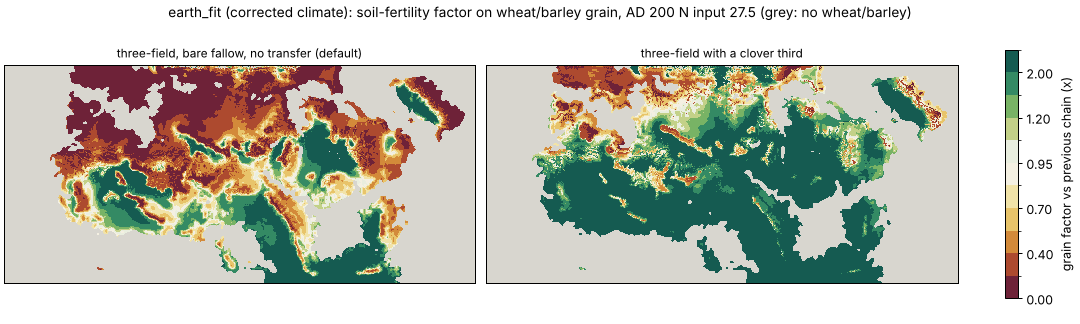 earth_fit (corrected climate): soil-fertility factor on wheat/barley grain, AD 200 N input 27.5 (grey: no wheat/barley)
three-field, bare fallow, no transfer (default)
three-field with a clover third
2.00
1.20
0.95
0.70
0.40
0.00
grain factor vs previous chain (x)